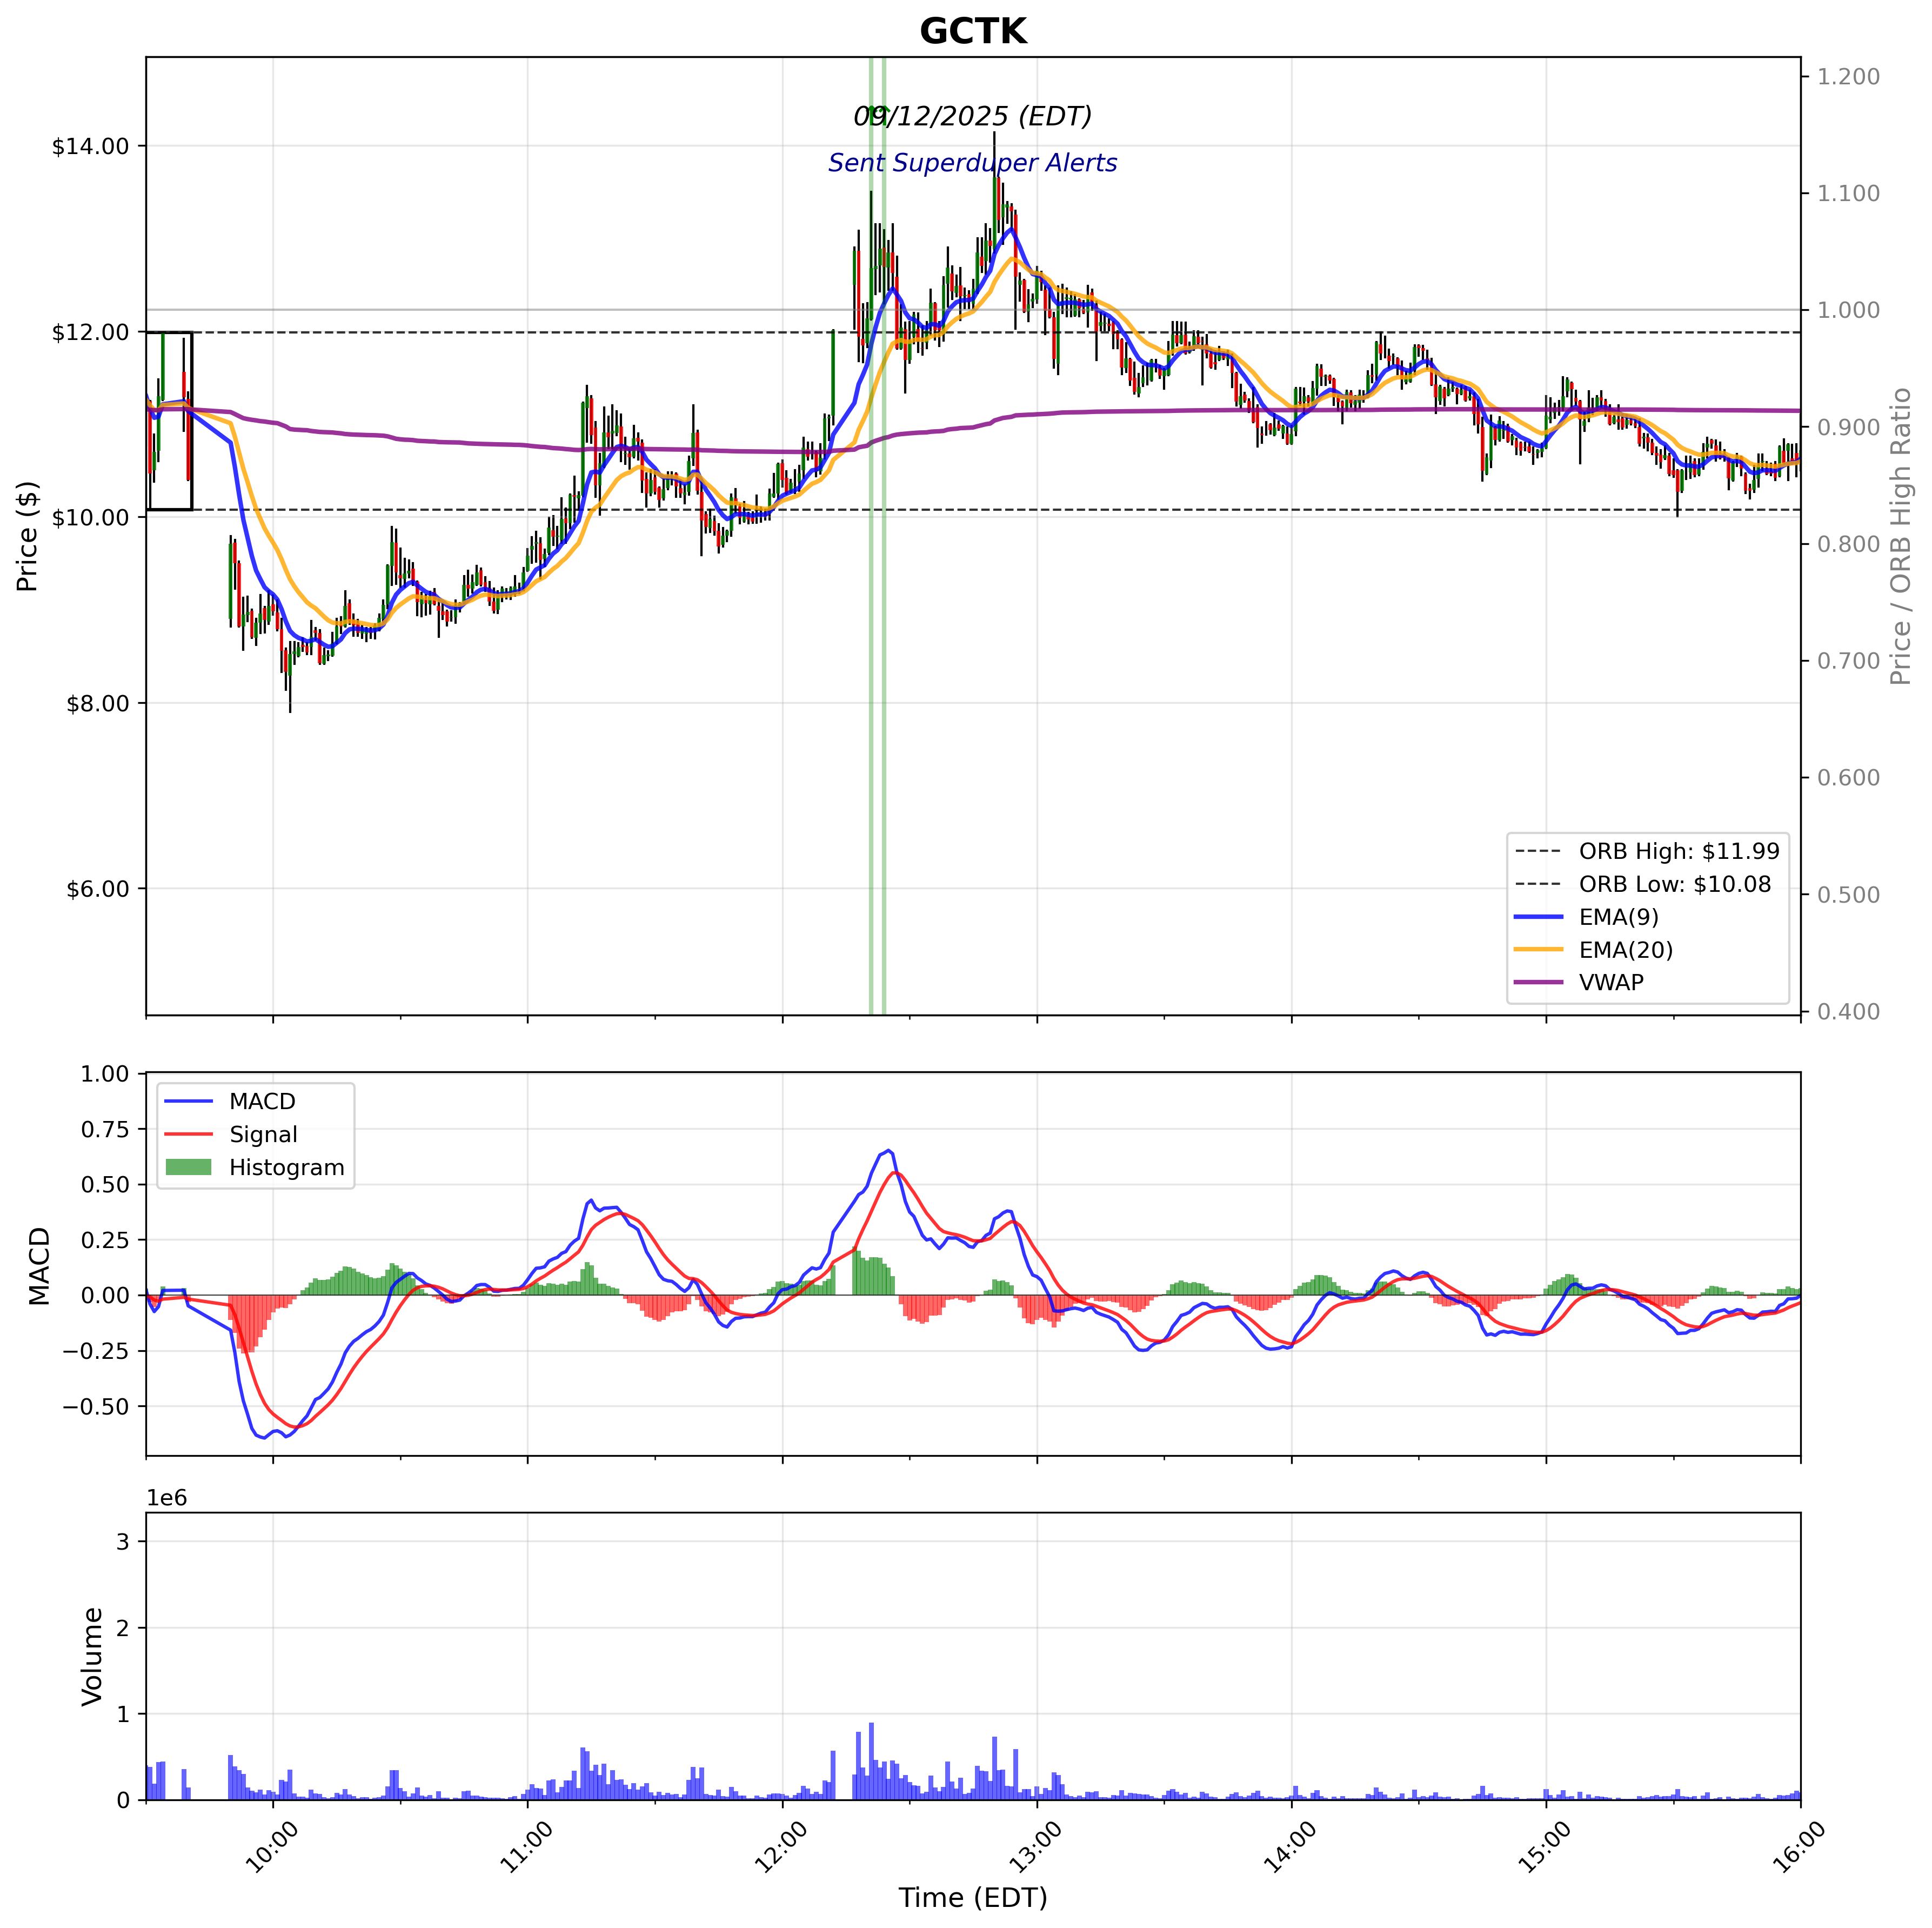 GCTK
09/12/2025 (EDT)
Sent Superduper Alerts
Price ($)
$14.00
$12.00
$10.00
$8.00
$6.00
1.200
1.100
1.000
0.900
0.800
0.700
0.600
0.500
0.400
Price / ORB High Ratio
ORB High: $11.99
ORB Low: $10.08
EMA(9)
EMA(20)
VWAP
MACD
1.00
0.75
0.50
0.25
0.00
−0.25
−0.50
MACD
Signal
Histogram
1e6
Volume
3
2
1
0
10:00
11:00
12:00
13:00
14:00
15:00
16:00
Time (EDT)